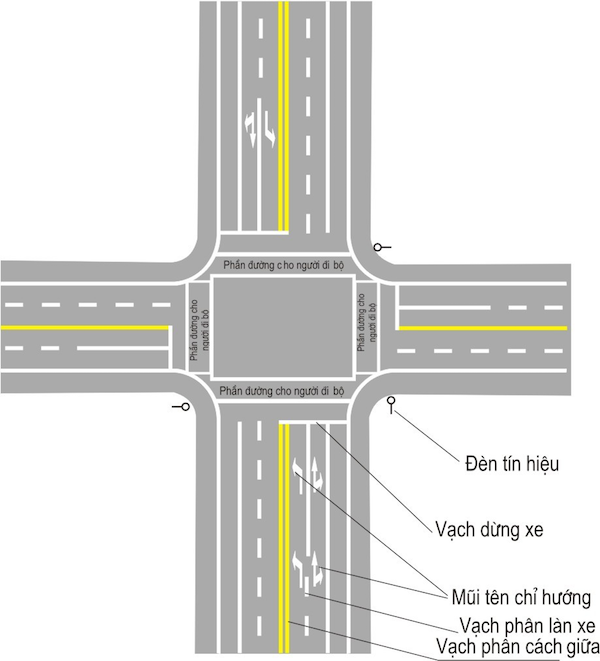 Phần đường cho người đi bộ
Phần đường cho
người đi bộ
Phần đường cho
người đi bộ
Phần đường cho người đi bộ
Đèn tín hiệu
Vạch dừng xe
Mũi tên chỉ hướng
Vạch phân làn xe
Vạch phân cách giữa